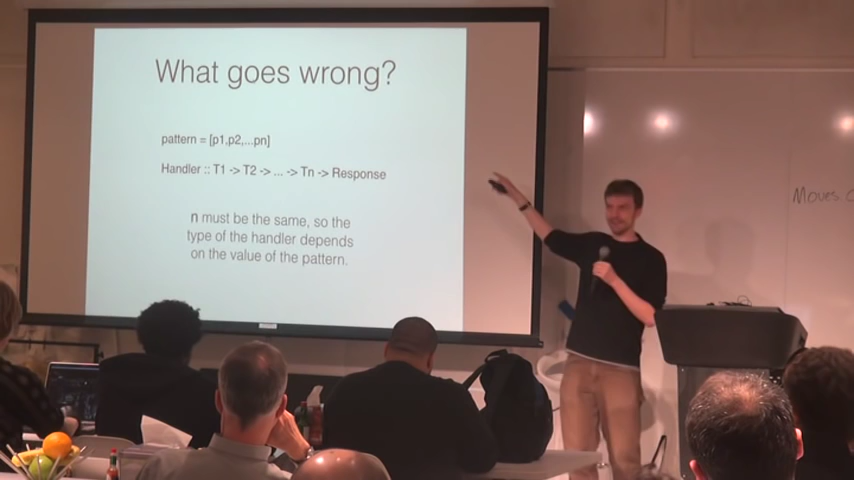 What goes wrong?
pattern = [p1,p2,...pn]
Handler :: T1 -> T2 -> ... -> Tn -> Response
n must be the same, so the
type of the handler depends
on the value of the pattern.
Moves.